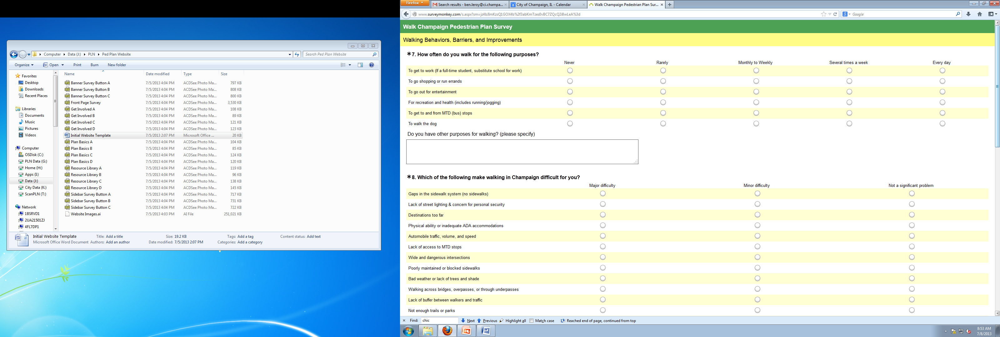 Computer ▸ Data (J:) ▸ PLN ▸ Ped Plan Website
Search Ped Plan Website
Organize Open Print Burn New folder
Favorites
Desktop
Downloads
Recent Places
Libraries
Documents
Music
Pictures
Videos
Computer
OSDisk (C:)
PLN Data (G:)
Home (H:)
Apps (I:)
Data (J:)
City Data (K:)
ScanPLN (T:)
Network
1BSRVD1
2UA21501ZJ
4FL7DP1
Name Date modified Type Size
Banner Survey Button A 7/5/2013 4:04 PM ACDSee Photo Ma... 797 KB
Banner Survey Button B 7/5/2013 4:04 PM ACDSee Photo Ma... 808 KB
Banner Survey Button C 7/5/2013 4:04 PM ACDSee Photo Ma... 800 KB
Front Page Survey 7/5/2013 4:04 PM ACDSee Photo Ma... 3,530 KB
Get Involved A 7/5/2013 4:04 PM ACDSee Photo Ma... 108 KB
Get Involved B 7/5/2013 4:04 PM ACDSee Photo Ma... 89 KB
Get Involved C 7/5/2013 4:04 PM ACDSee Photo Ma... 121 KB
Get Involved D 7/5/2013 4:04 PM ACDSee Photo Ma... 123 KB
Initial Website Template 7/5/2013 2:07 PM Microsoft Office ... 20 KB
Plan Basics A 7/5/2013 4:04 PM ACDSee Photo Ma... 104 KB
Plan Basics B 7/5/2013 4:04 PM ACDSee Photo Ma... 85 KB
Plan Basics C 7/5/2013 4:04 PM ACDSee Photo Ma... 124 KB
Plan Basics D 7/5/2013 4:04 PM ACDSee Photo Ma... 120 KB
Resource Library A 7/5/2013 4:04 PM ACDSee Photo Ma... 119 KB
Resource Library B 7/5/2013 4:04 PM ACDSee Photo Ma... 96 KB
Resource Library C 7/5/2013 4:04 PM ACDSee Photo Ma... 138 KB
Resource Library D 7/5/2013 4:04 PM ACDSee Photo Ma... 145 KB
Sidebar Survey Button A 7/5/2013 4:04 PM ACDSee Photo Ma... 717 KB
Sidebar Survey Button B 7/5/2013 4:04 PM ACDSee Photo Ma... 731 KB
Sidebar Survey Button C 7/5/2013 4:04 PM ACDSee Photo Ma... 722 KB
Website Images.ai 7/5/2013 4:03 PM AI File 251,021 KB
Initial Website Template Title: Add a title Size: 19.2 KB Tags: Add a tag Content status: Add text
Microsoft Office Word Document Authors: Add an author Date modified: 7/5/2013 2:07 PM Categories: Add a category
Firefox
Search results - ben.leroy@ci.champa...
City of Champaign, IL - Calendar
Walk Champaign Pedestrian Plan Sur...
www.surveymonkey.com/s.aspx?sm=jz4bJImKzsQ1GOX4b%2f3abKmTzes0vBC7ZQcQ2i8wLeA%3d
Google
Walk Champaign Pedestrian Plan Survey
Walking Behaviors, Barriers, and Improvements
*7. How often do you walk for the following purposes?
Never Rarely Monthly to Weekly Several times a week Every day
To get to work (If a full-time student, substitute school for work)
To go shopping or run errands
To go out for entertainment
For recreation and health (includes running/jogging)
To get to and from MTD (bus) stops
To walk the dog
Do you have other purposes for walking? (please specify)
*8. Which of the following make walking in Champaign difficult for you?
Major difficulty Minor difficulty Not a significant problem
Gaps in the sidewalk system (no sidewalks)
Lack of street lighting & concern for personal security
Destinations too far
Physical ability or inadequate ADA accommodations
Automobile traffic, volume, and speed
Lack of access to MTD stops
Wide and dangerous intersections
Poorly maintained or blocked sidewalks
Bad weather or lack of trees and shade
Walking across bridges, overpasses, or through underpasses
Lack of buffer between walkers and traffic
Not enough trails or parks
Find: chic Next Previous Highlight all Match case Reached end of page, continued from top
8:53 AM
7/8/2013